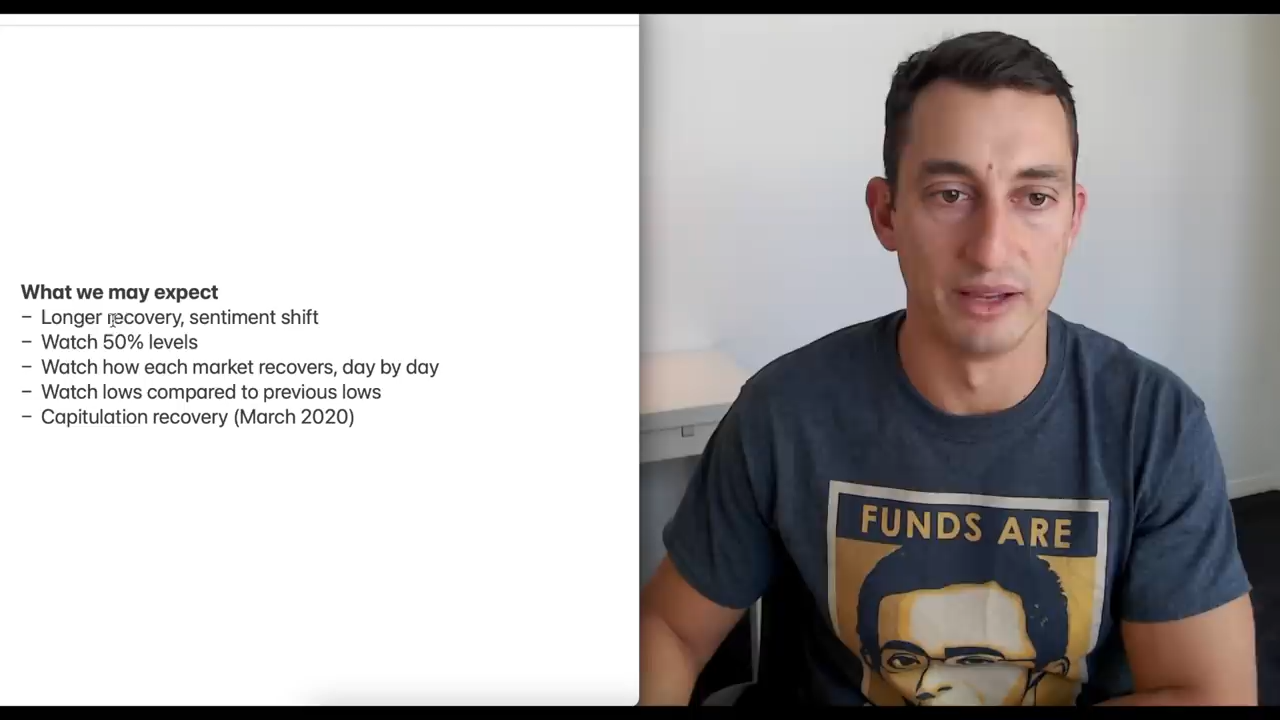 What we may expect
- Longer recovery, sentiment shift
- Watch 50% levels
- Watch how each market recovers, day by day
- Watch lows compared to previous lows
- Capitulation recovery (March 2020)
FUNDS ARE